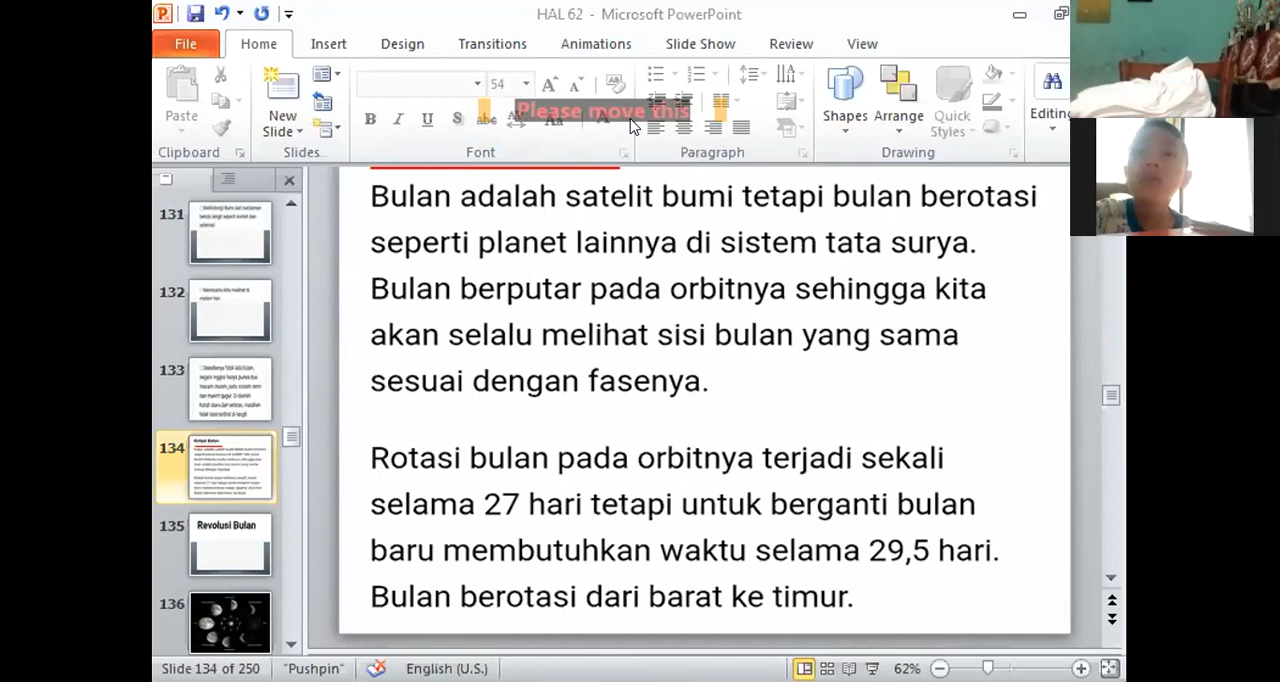 HAL 62 - Microsoft PowerPoint
File Home Insert Design Transitions Animations Slide Show Review View
54
Please move this
Paste New Slide B I U S abc AV Aa A Shapes Arrange Quick Styles Editing
Clipboard Slides Font Paragraph Drawing
131
132
133
134
135 Revolusi Bulan
136
Bulan adalah satelit bumi tetapi bulan berotasi
seperti planet lainnya di sistem tata surya.
Bulan berputar pada orbitnya sehingga kita
akan selalu melihat sisi bulan yang sama
sesuai dengan fasenya.
Rotasi bulan pada orbitnya terjadi sekali
selama 27 hari tetapi untuk berganti bulan
baru membutuhkan waktu selama 29,5 hari.
Bulan berotasi dari barat ke timur.
Slide 134 of 250 "Pushpin" English (U.S.) 62%